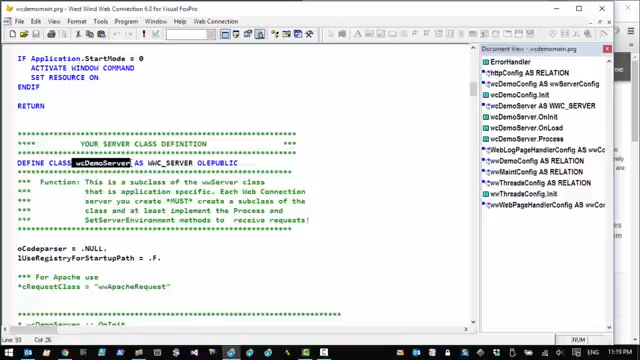 wcdemomain.prg - West Wind Web Connection 6.0 for Visual FoxPro
File Edit View Format Tools Program Window Web Connection Help
Document View - wcdemomain.prg
IF Application.StartMode = 0
ACTIVATE WINDOW COMMAND
SET RESOURCE ON
ENDIF
RETURN
**** YOUR SERVER CLASS DEFINITION ***
DEFINE CLASS wcDemoServer AS WWC_SERVER OLEPUBLIC
*** Function: This is a subclass of the wwServer class
*** that is application specific. Each Web Connection
*** server you create *MUST* create a subclass of the
*** class and at least implement the Process and
*** SetServerEnvironment methods to receive requests!
oCodeparser = .NULL.
lUseRegistryForStartupPath = .F.
*** For Apache use
*cRequestClass = "wwApacheRequest"
* wcDemoServer :: OnInit
ErrorHandler
httpConfig AS RELATION
wcDemoConfig AS wwServerConfig
wcDemoConfig.Init
wcDemoServer AS WWC_SERVER
wcDemoServer.OnInit
wcDemoServer.OnLoad
wcDemoServer.Process
WebLogPageHandlerConfig AS wwCo
wwDemoConfig AS RELATION
wwMaintConfig AS RELATION
wwThreadsConfig AS RELATION
wwThreadsConfig.Init
wwWebPageHandlerConfig AS wwCo
Line: 93 Col: 26
NUM
ENG
11:19 PM